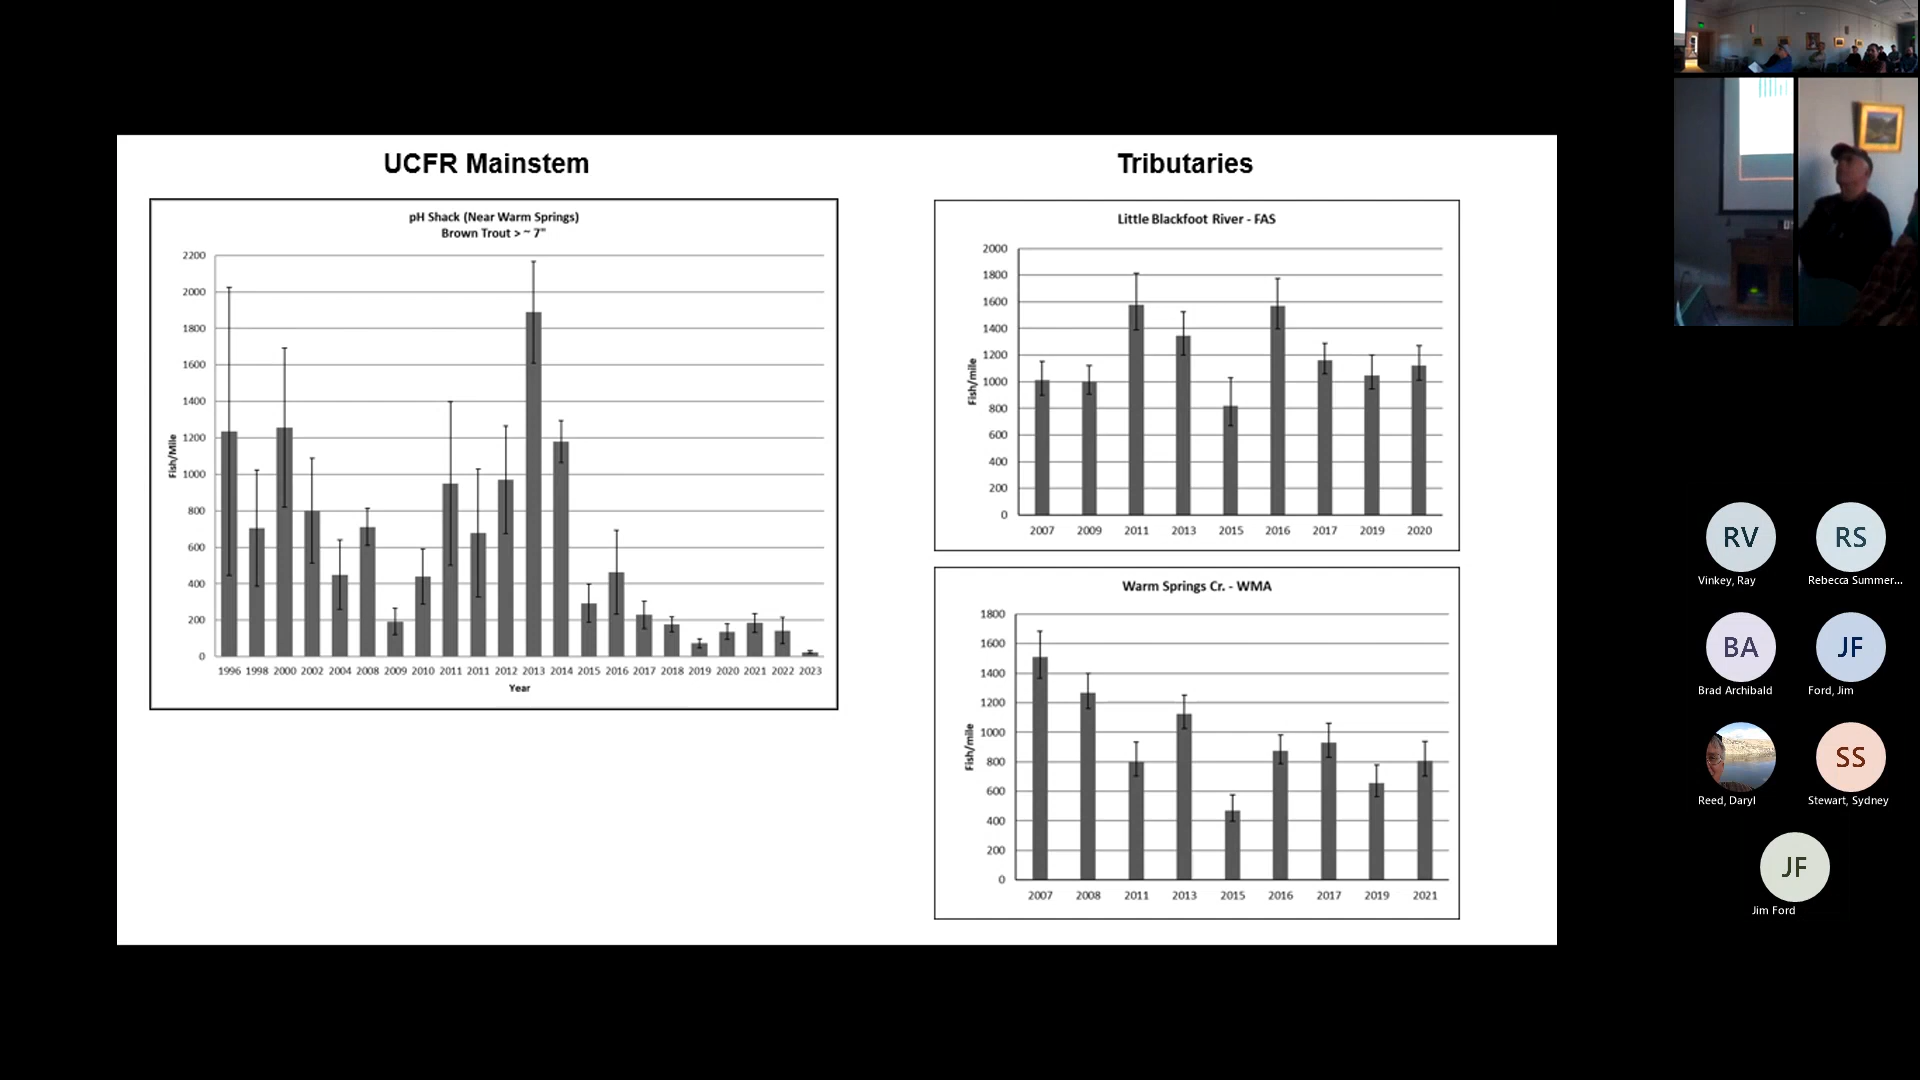 UCFR Mainstem
pH Shack (Near Warm Springs)
Brown Trout > ~ 7"
2200
2000
1800
1600
1400
1200
1000
800
600
400
200
0
Fish/Mile
1996 1998 2000 2002 2004 2008 2009 2010 2011 2011 2012 2013 2014 2015 2016 2017 2018 2019 2020 2021 2022 2023
Year
Tributaries
Little Blackfoot River - FAS
2000
1800
1600
1400
1200
1000
800
600
400
200
0
Fish/mile
2007 2009 2011 2013 2015 2016 2017 2019 2020
Warm Springs Cr. - WMA
1800
1600
1400
1200
1000
800
600
400
200
0
Fish/mile
2007 2008 2011 2013 2015 2016 2017 2019 2021
RV
Vinkey, Ray
RS
Rebecca Summer...
BA
Brad Archibald
JF
Ford, Jim
Reed, Daryl
SS
Stewart, Sydney
JF
Jim Ford